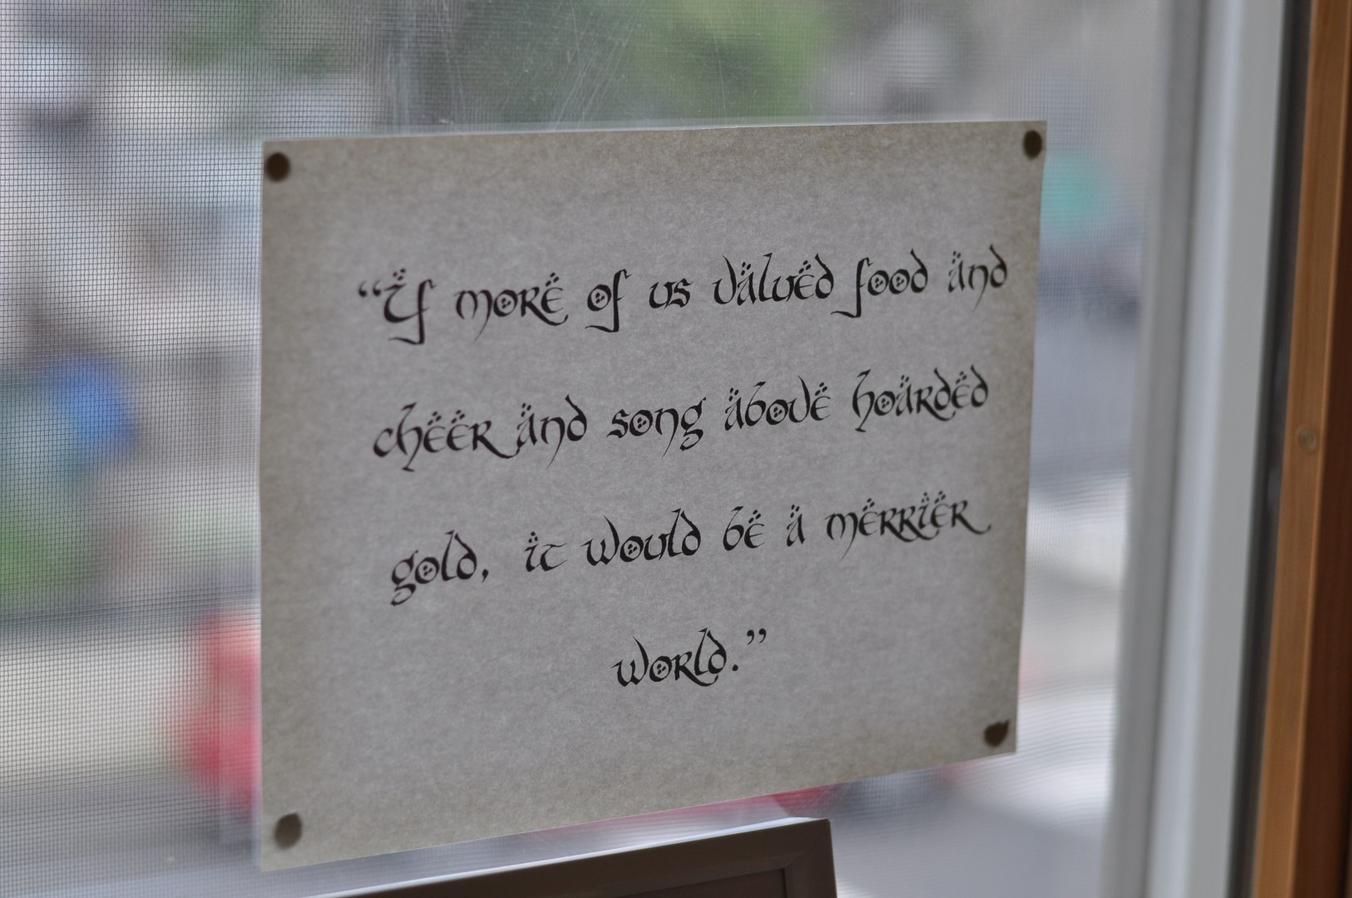 “If more of us valued food and
cheer and song above hoarded
gold, it would be a merrier
world.”